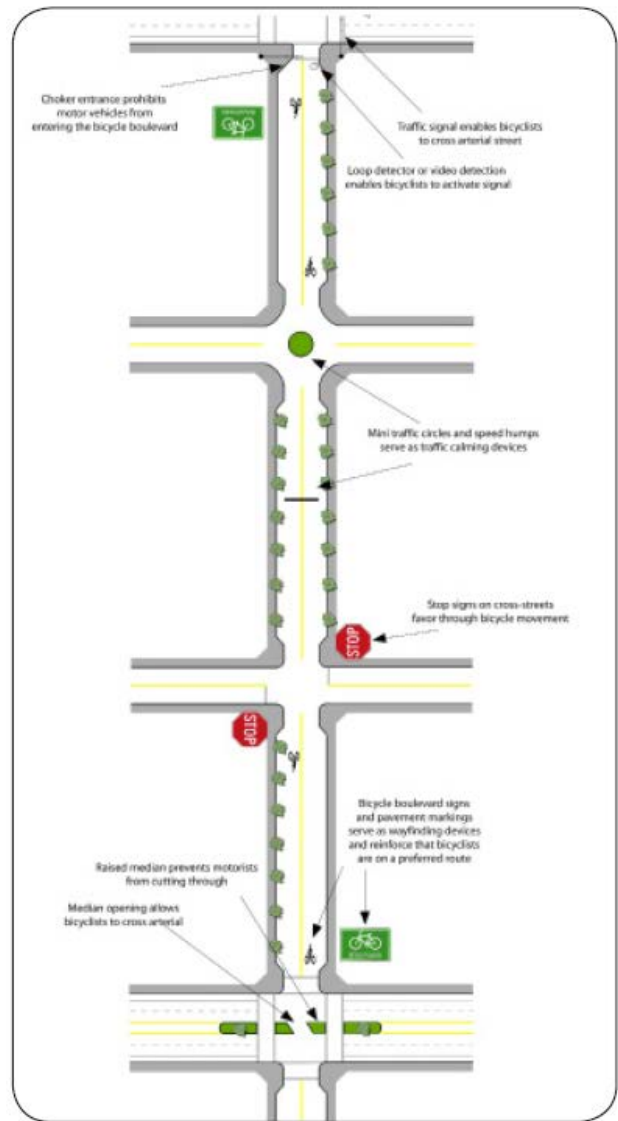 Choker entrance prohibits
motor vehicles from
entering the bicycle boulevard
Traffic signal enables bicyclists
to cross arterial street
Loop detector or video detection
enables bicyclists to activate signal
Mini traffic circles and speed humps
serve as traffic calming devices
Stop signs on cross-streets
favor through bicycle movement
STOP
STOP
Bicycle boulevard signs
and pavement markings
serve as wayfinding devices
and reinforce that bicyclists
are on a preferred route
Raised median prevents motorists
from cutting through
Median opening allows
bicyclists to cross arterial